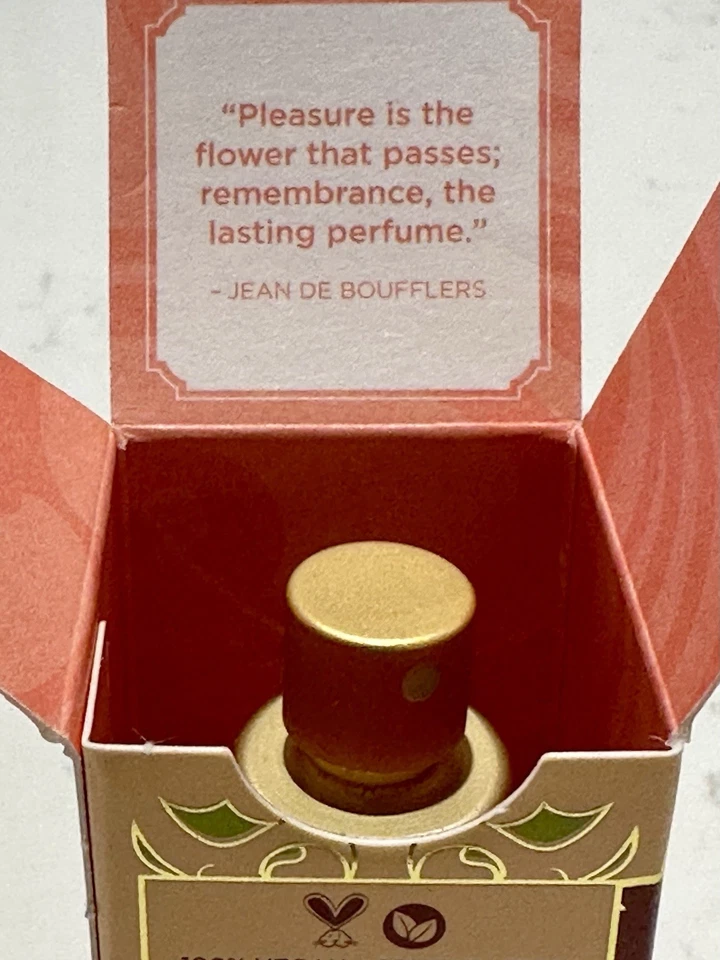 “Pleasure is the
flower that passes;
remembrance, the
lasting perfume.”
- JEAN DE BOUFFLERS